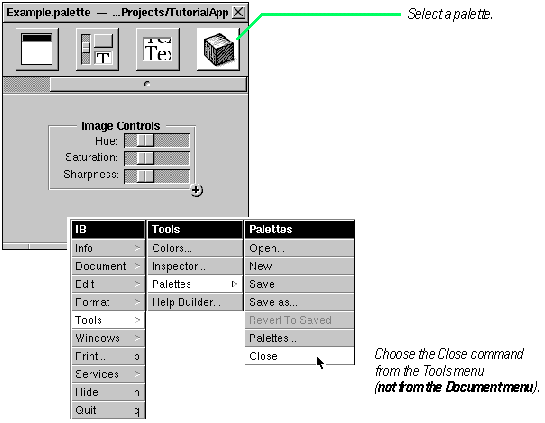 Example.palette — ...Projects/TutorialApp
Select a palette.
T
Tex
Image Controls
Hue:
Saturation:
Sharpness:
IB
Info
Document
Edit
Format
Tools
Windows
Print... p
Services
Hide h
Quit q
Tools
Colors...
Inspector...
Palettes
Help Builder...
Palettes
Open...
New
Save
Save as...
Revert To Saved
Palettes...
Close
Choose the Close command
from the Tools menu
(not from the Document menu).